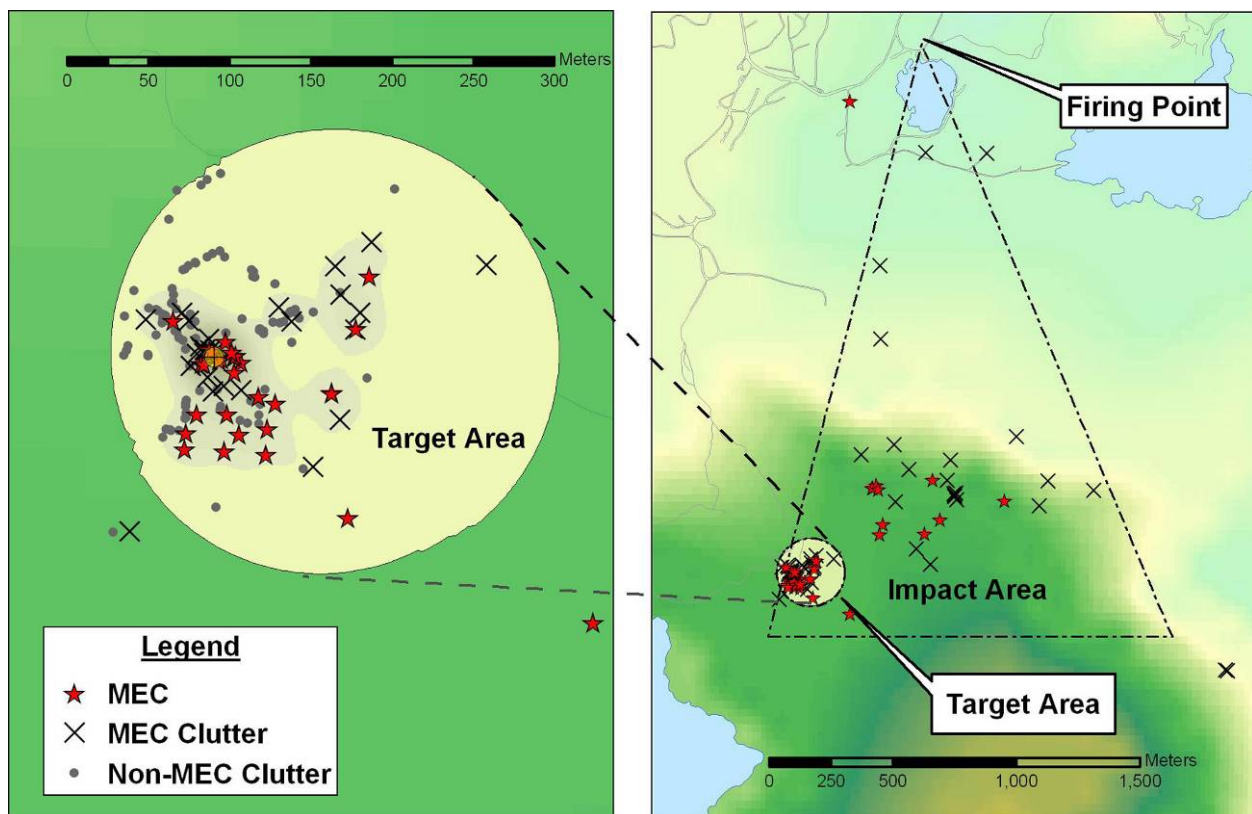 Meters
0 50 100 150 200 250 300
Target Area
Legend
MEC
MEC Clutter
Non-MEC Clutter
Firing Point
Impact Area
Target Area
Meters
0 250 500 1,000 1,500